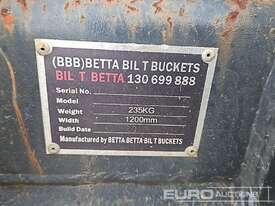 (BBB)BETTA BIL T BUCKETS
BIL T BETTA 130 699 888
Serial No.
Model
Weight 235KG
Width 1200mm
Build Date
Manufactured by BETTA BETTA BIL T BUCKETS
EURO